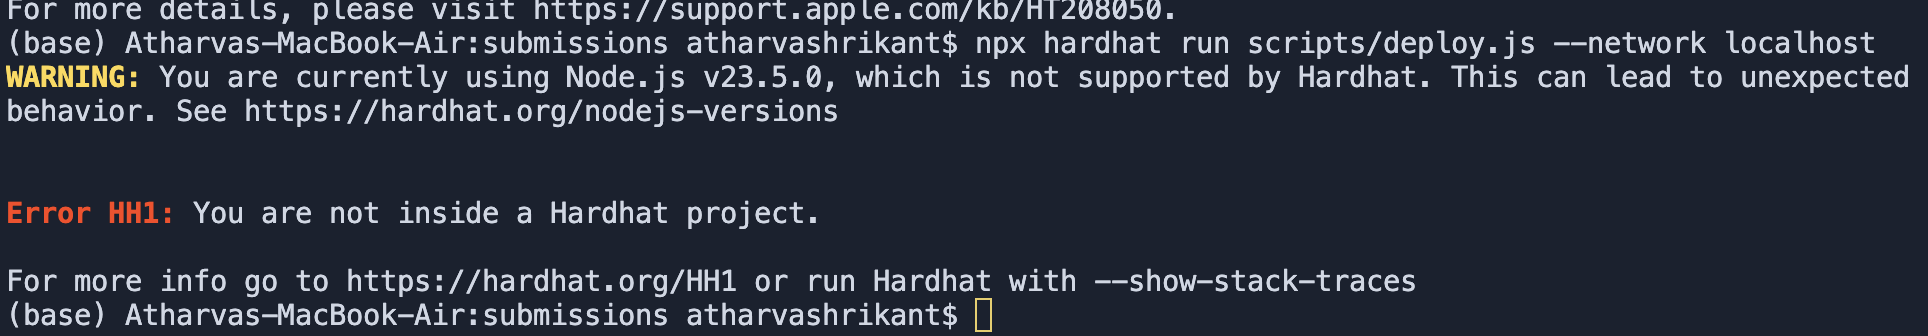 For more details, please visit https://support.apple.com/kb/HT208050.
(base) Atharvas-MacBook-Air:submissions atharvashrikant$ npx hardhat run scripts/deploy.js --network localhost
WARNING: You are currently using Node.js v23.5.0, which is not supported by Hardhat. This can lead to unexpected
behavior. See https://hardhat.org/nodejs-versions
Error HH1: You are not inside a Hardhat project.
For more info go to https://hardhat.org/HH1 or run Hardhat with --show-stack-traces
(base) Atharvas-MacBook-Air:submissions atharvashrikant$